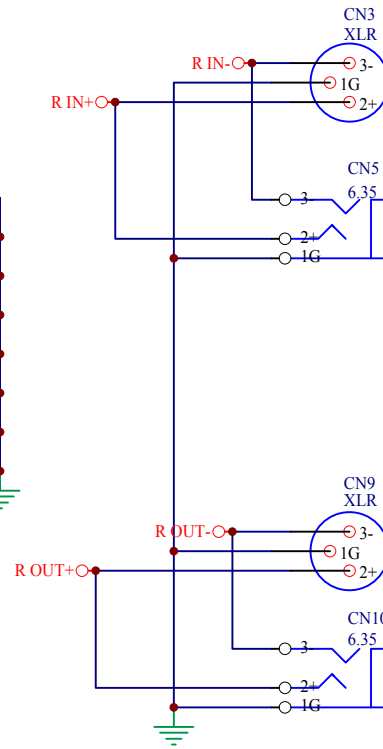 CN3
XLR
R IN-
3-
1G
R IN+
2+
CN5
6.35
3-
2+
1G
CN9
XLR
R OUT-
3-
1G
R OUT+
2+
CN10
6.35
3-
2+
1G